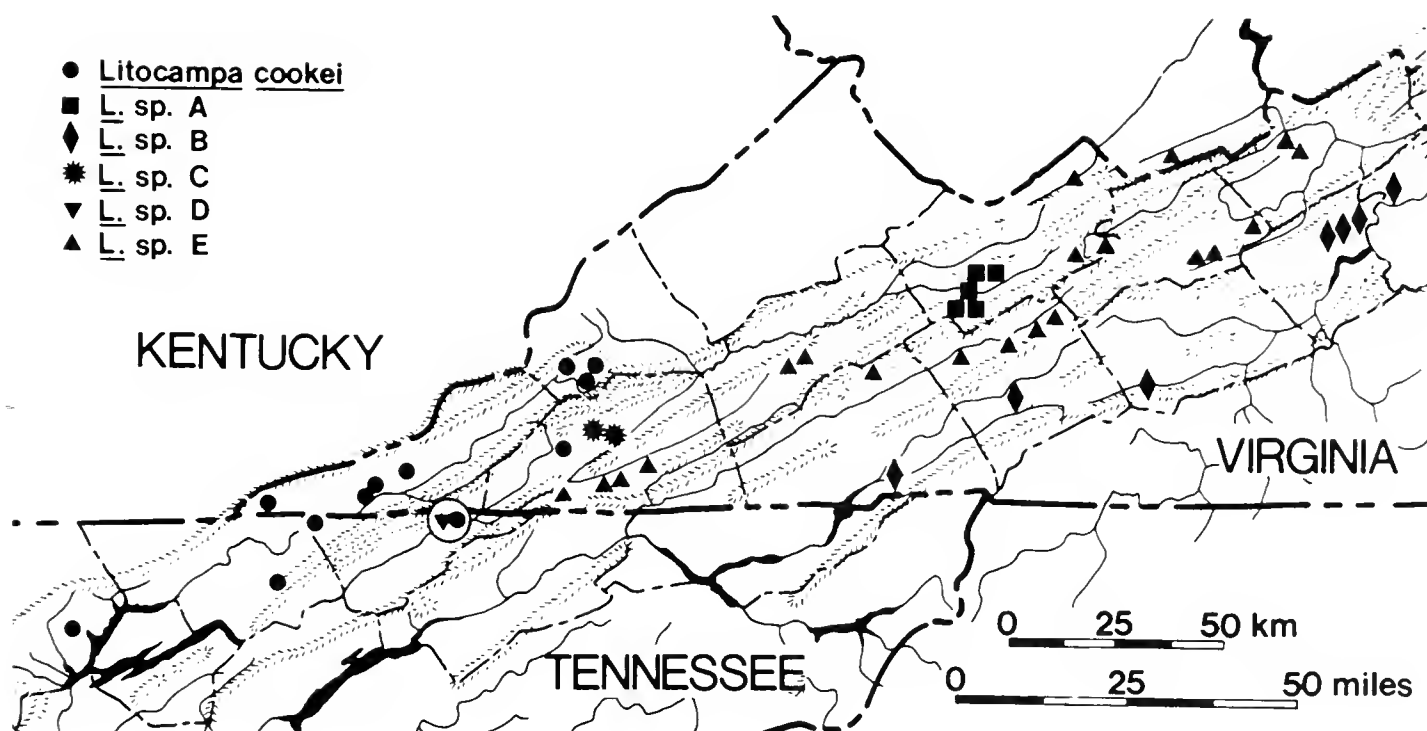 Litocampa cookei
L. sp. A
L. sp. B
L. sp. C
L. sp. D
L. sp. E
KENTUCKY
VIRGINIA
TENNESSEE
0 25 50 km
0 25 50 miles